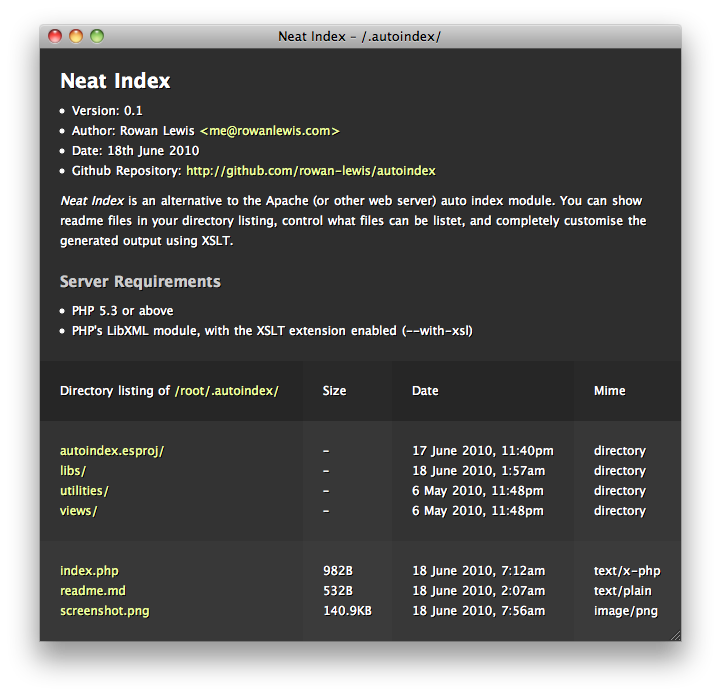 Neat Index – /.autoindex/
Neat Index
• Version: 0.1
• Author: Rowan Lewis <me@rowanlewis.com>
• Date: 18th June 2010
• Github Repository: http://github.com/rowan-lewis/autoindex
Neat Index is an alternative to the Apache (or other web server) auto index module. You can show
readme files in your directory listing, control what files can be listet, and completely customise the
generated output using XSLT.
Server Requirements
• PHP 5.3 or above
• PHP's LibXML module, with the XSLT extension enabled (--with-xsl)
Directory listing of /root/.autoindex/ Size Date Mime
autoindex.esproj/ – 17 June 2010, 11:40pm directory
libs/ – 18 June 2010, 1:57am directory
utilities/ – 6 May 2010, 11:48pm directory
views/ – 6 May 2010, 11:48pm directory
index.php 982B 18 June 2010, 7:12am text/x-php
readme.md 532B 18 June 2010, 2:07am text/plain
screenshot.png 140.9KB 18 June 2010, 7:56am image/png